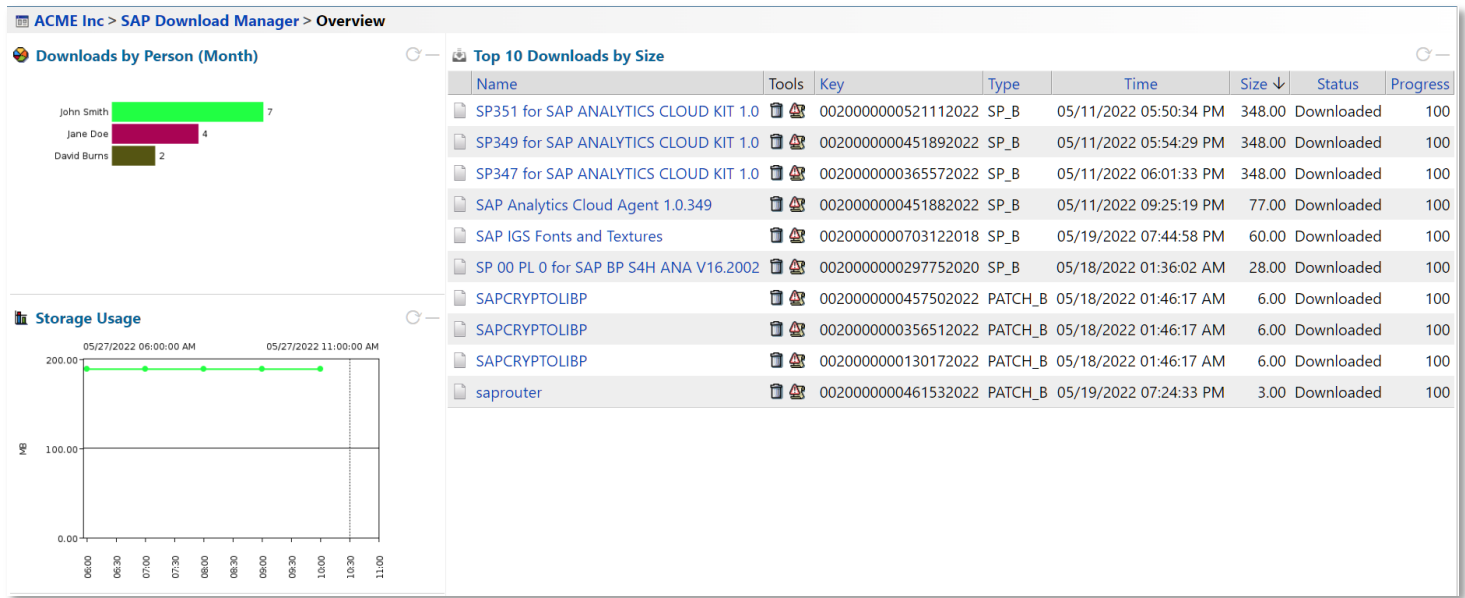 ACME Inc > SAP Download Manager > Overview
Downloads by Person (Month)
John Smith 7
Jane Doe 4
David Burns 2
Storage Usage
05/27/2022 06:00:00 AM 05/27/2022 11:00:00 AM
200.00
MB
100.00
0.00
06:00 06:30 07:00 07:30 08:00 08:30 09:00 09:30 10:00 10:30 11:00
Top 10 Downloads by Size
Name Tools Key Type Time Size ↓ Status Progress
SP351 for SAP ANALYTICS CLOUD KIT 1.0 0020000000521112022 SP_B 05/11/2022 05:50:34 PM 348.00 Downloaded 100
SP349 for SAP ANALYTICS CLOUD KIT 1.0 0020000000451892022 SP_B 05/11/2022 05:54:29 PM 348.00 Downloaded 100
SP347 for SAP ANALYTICS CLOUD KIT 1.0 0020000000365572022 SP_B 05/11/2022 06:01:33 PM 348.00 Downloaded 100
SAP Analytics Cloud Agent 1.0.349 0020000000451882022 SP_B 05/11/2022 09:25:19 PM 77.00 Downloaded 100
SAP IGS Fonts and Textures 0020000000703122018 SP_B 05/19/2022 07:44:58 PM 60.00 Downloaded 100
SP 00 PL 0 for SAP BP S4H ANA V16.2002 0020000000297752020 SP_B 05/18/2022 01:36:02 AM 28.00 Downloaded 100
SAPCRYPTOLIBP 0020000000457502022 PATCH_B 05/18/2022 01:46:17 AM 6.00 Downloaded 100
SAPCRYPTOLIBP 0020000000356512022 PATCH_B 05/18/2022 01:46:17 AM 6.00 Downloaded 100
SAPCRYPTOLIBP 0020000000130172022 PATCH_B 05/18/2022 01:46:17 AM 6.00 Downloaded 100
saprouter 0020000000461532022 PATCH_B 05/19/2022 07:24:33 PM 3.00 Downloaded 100